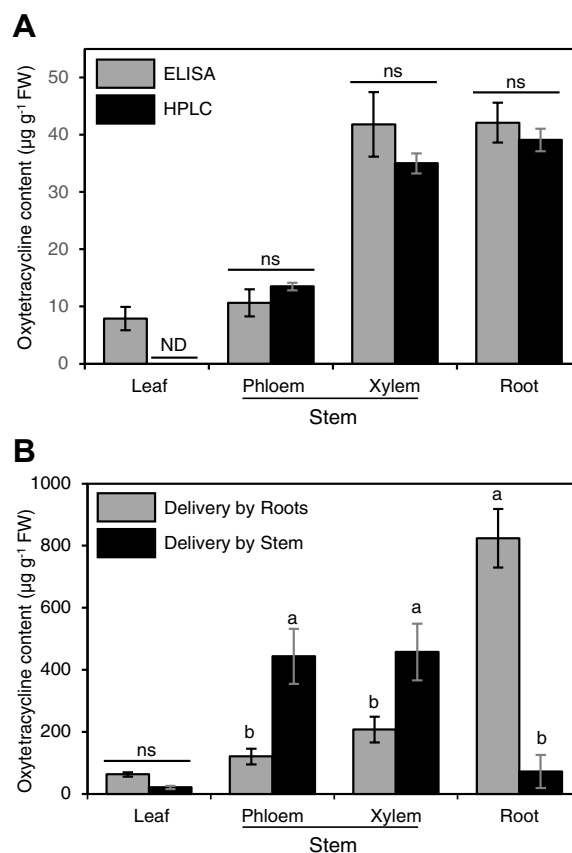 A
Oxytetracycline content (µg g⁻¹ FW)
50
40
30
20
10
0
ELISA
HPLC
ND
ns
ns
ns
Leaf
Phloem
Xylem
Root
Stem
B
Oxytetracycline content (µg g⁻¹ FW)
1000
800
600
400
200
0
Delivery by Roots
Delivery by Stem
ns
b
a
b
a
a
b
Leaf
Phloem
Xylem
Root
Stem